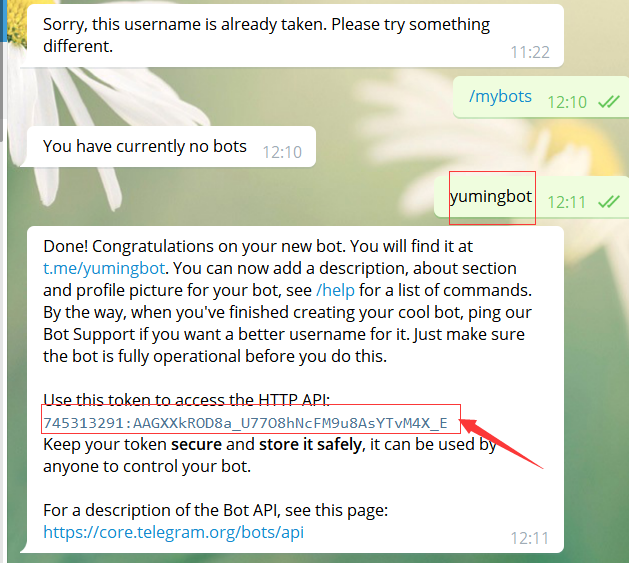 Sorry, this username is already taken. Please try something
different.
11:22
/mybots 12:10
You have currently no bots 12:10
yumingbot 12:11
Done! Congratulations on your new bot. You will find it at
t.me/yumingbot. You can now add a description, about section
and profile picture for your bot, see /help for a list of commands.
By the way, when you've finished creating your cool bot, ping our
Bot Support if you want a better username for it. Just make sure
the bot is fully operational before you do this.
Use this token to access the HTTP API:
745313291:AAGXXkROD8a_U77O8hNcFM9u8AsYTvM4X_E
Keep your token secure and store it safely, it can be used by
anyone to control your bot.
For a description of the Bot API, see this page:
https://core.telegram.org/bots/api
12:11